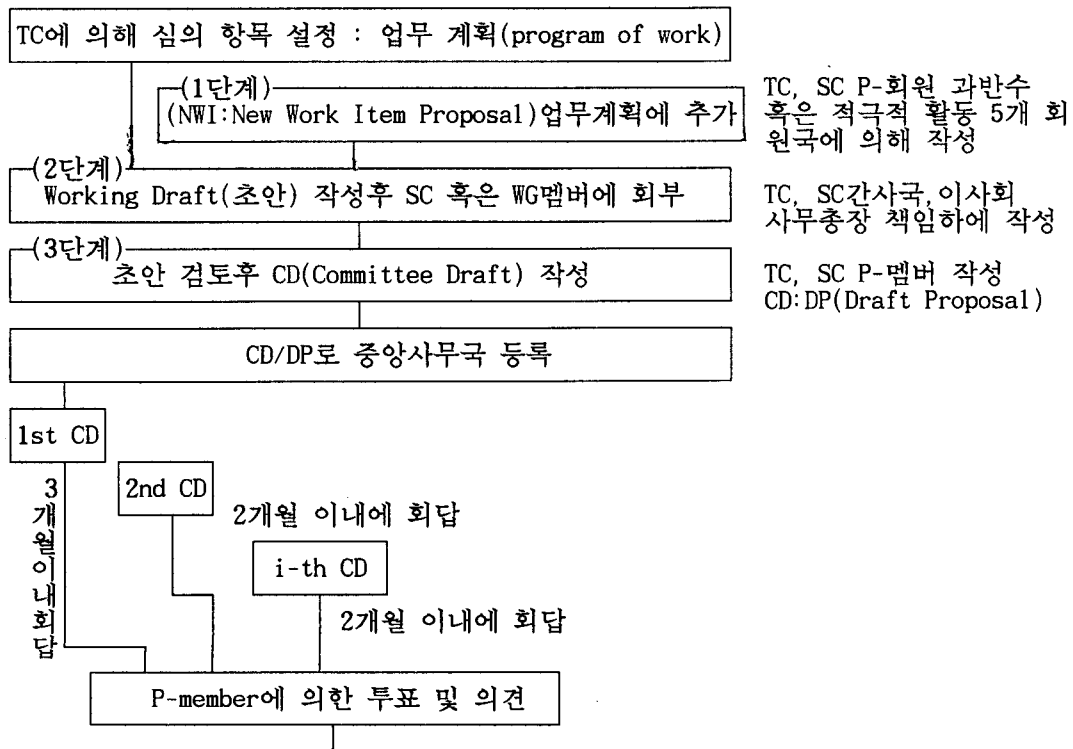 TC에 의해 심의 항목 설정 : 업무 계획(program of work)
(1단계)
(NWI:New Work Item Proposal)업무계획에 추가
TC, SC P-회원 과반수
혹은 적극적 활동 5개 회
원국에 의해 작성
(2단계)
Working Draft(초안) 작성후 SC 혹은 WG멤버에 회부
TC, SC간사국,이사회
사무총장 책임하에 작성
(3단계)
초안 검토후 CD(Committee Draft) 작성
TC, SC P-멤버 작성
CD:DP(Draft Proposal)
CD/DP로 중앙사무국 등록
1st CD
3개월이내회답
2nd CD
2개월 이내에 회답
i-th CD
2개월 이내에 회답
P-member에 의한 투표 및 의견